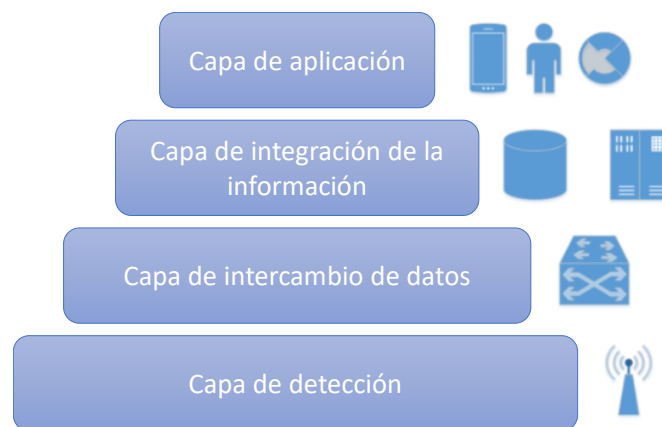 Capa de aplicación
Capa de integración de la
información
Capa de intercambio de datos
Capa de detección